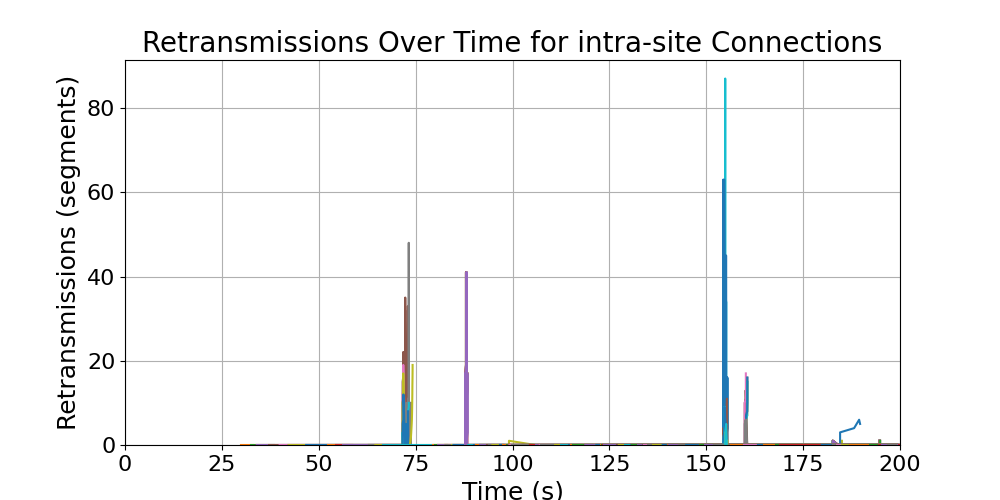 Retransmissions Over Time for intra-site Connections
Retransmissions (segments)
80
60
40
20
0
0 25 50 75 100 125 150 175 200
Time (s)